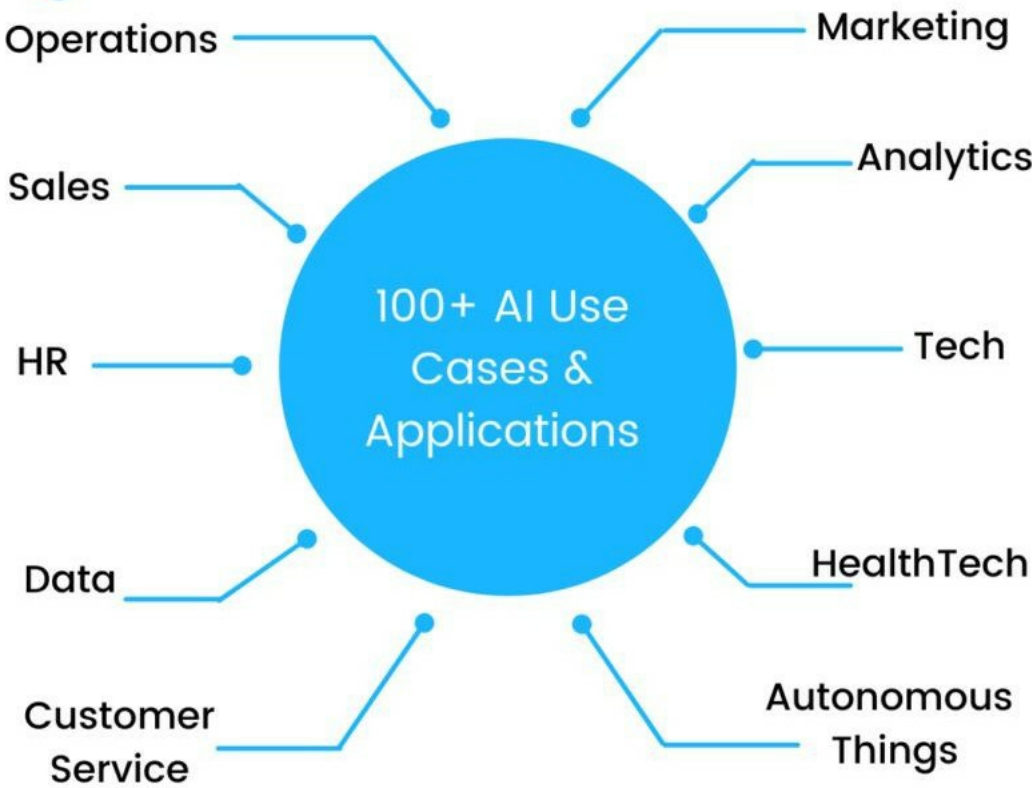 Operations
Marketing
Sales
Analytics
100+ AI Use
Cases &
Applications
HR
Tech
Data
HealthTech
Customer
Service
Autonomous
Things